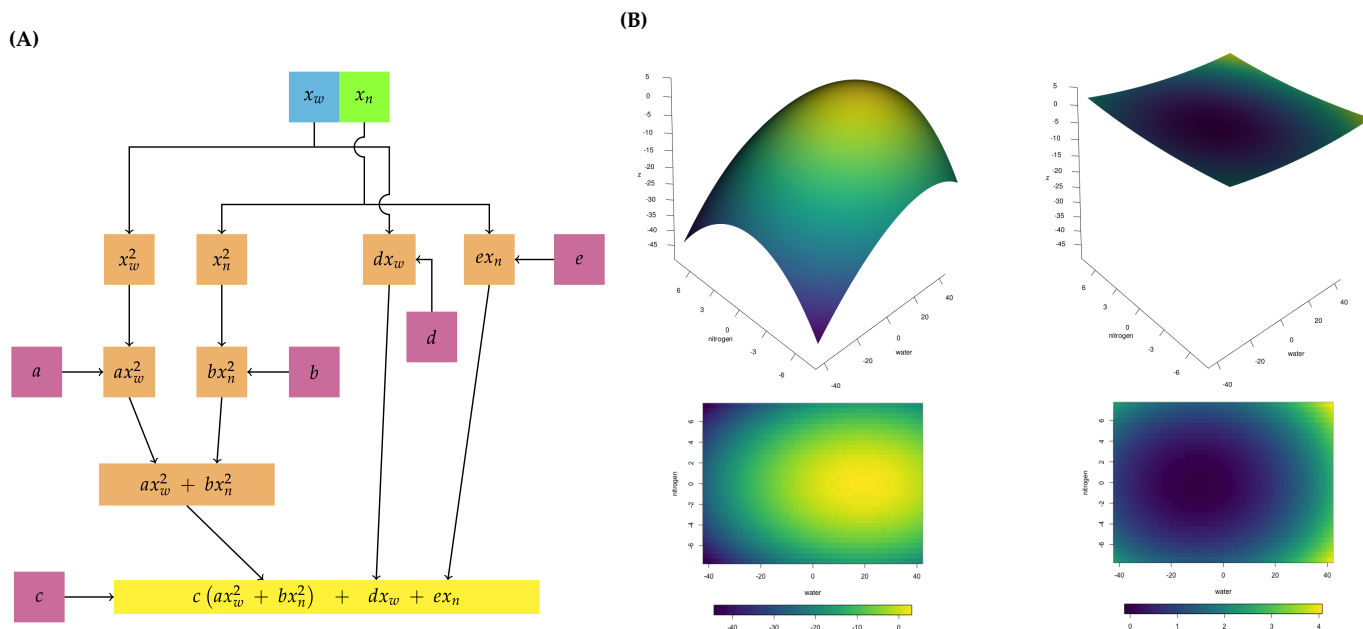 (A)
x_w x_n
x_w^2 x_n^2 dx_w ex_n e
d
a ax_w^2 bx_n^2 b
ax_w^2 + bx_n^2
c c (ax_w^2 + bx_n^2) + dx_w + ex_n
(B)
5
0
-5
-10
-15
-20
z
-25
-30
-35
-40
-45
6
3
0
nitrogen
-3
-6
40
20
0
water
-20
-40
6
4
2
0
-2
-4
-6
nitrogen
-40 -20 0 20 40
water
-40 -30 -20 -10 0
5
0
-5
-10
-15
-20
z
-25
-30
-35
-40
-45
6
3
0
nitrogen
-3
-6
40
20
0
water
-20
-40
6
4
2
0
-2
-4
-6
nitrogen
-40 -20 0 20 40
water
0 1 2 3 4